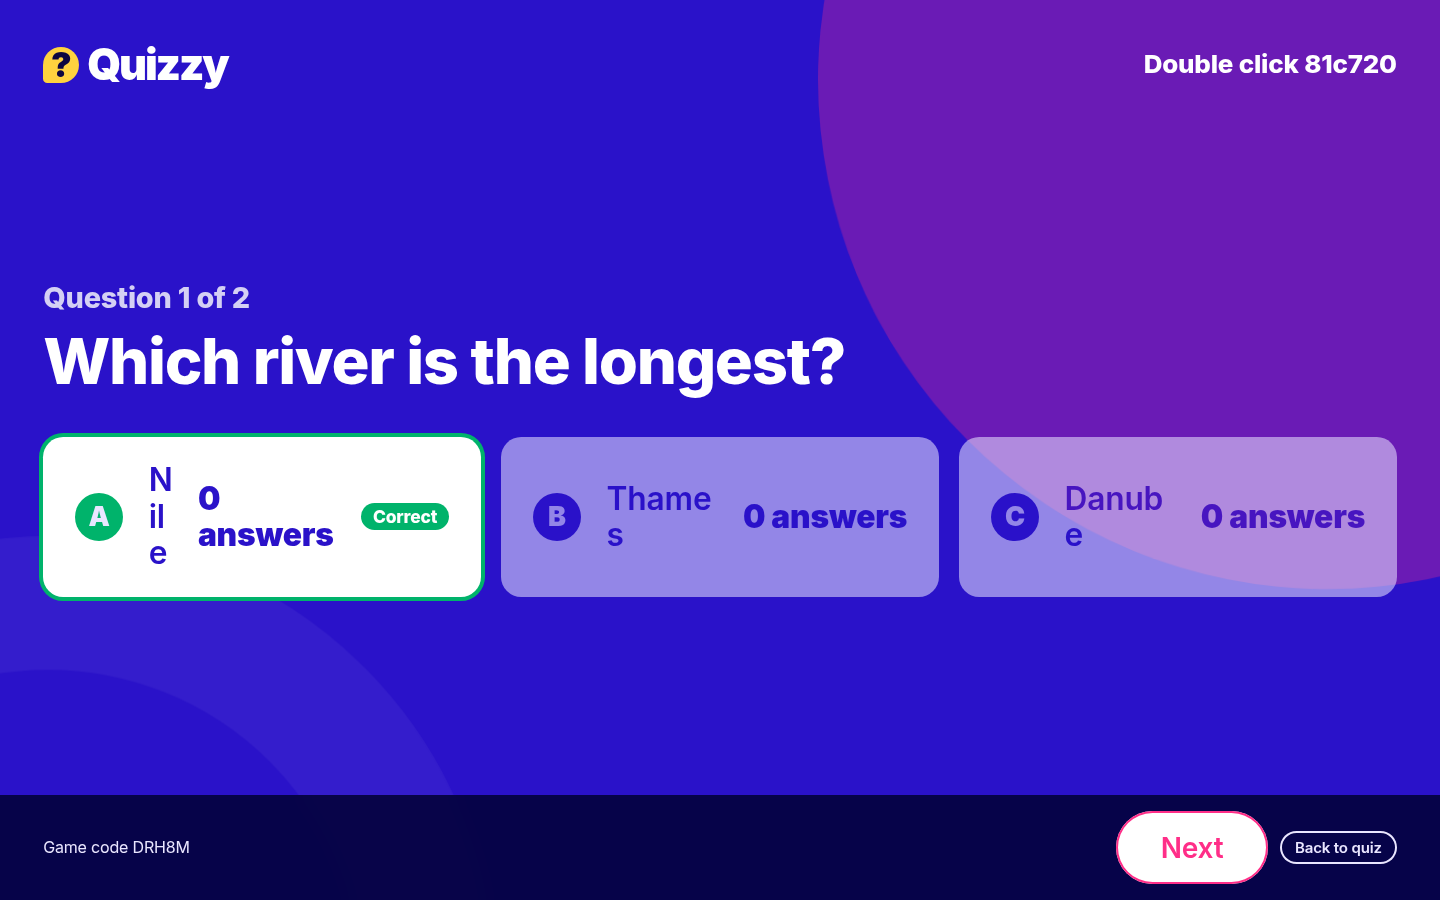 ? Quizzy
Double click 81c720
Question 1 of 2
Which river is the longest?
A
N
il
e
0
answers
Correct
B
Thame
s
0 answers
C
Danub
e
0 answers
Game code DRH8M
Next
Back to quiz